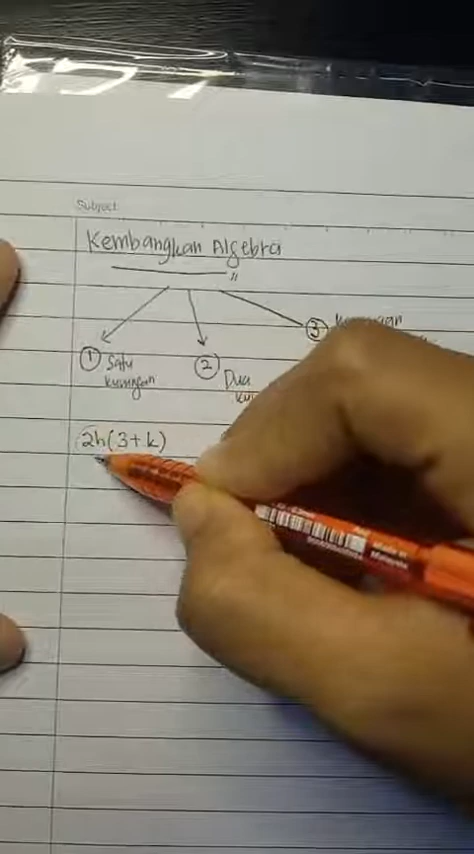 Subject
Kembangkan Algebra
① Satu
kurungan
②
Dua
③
2h(3+k)